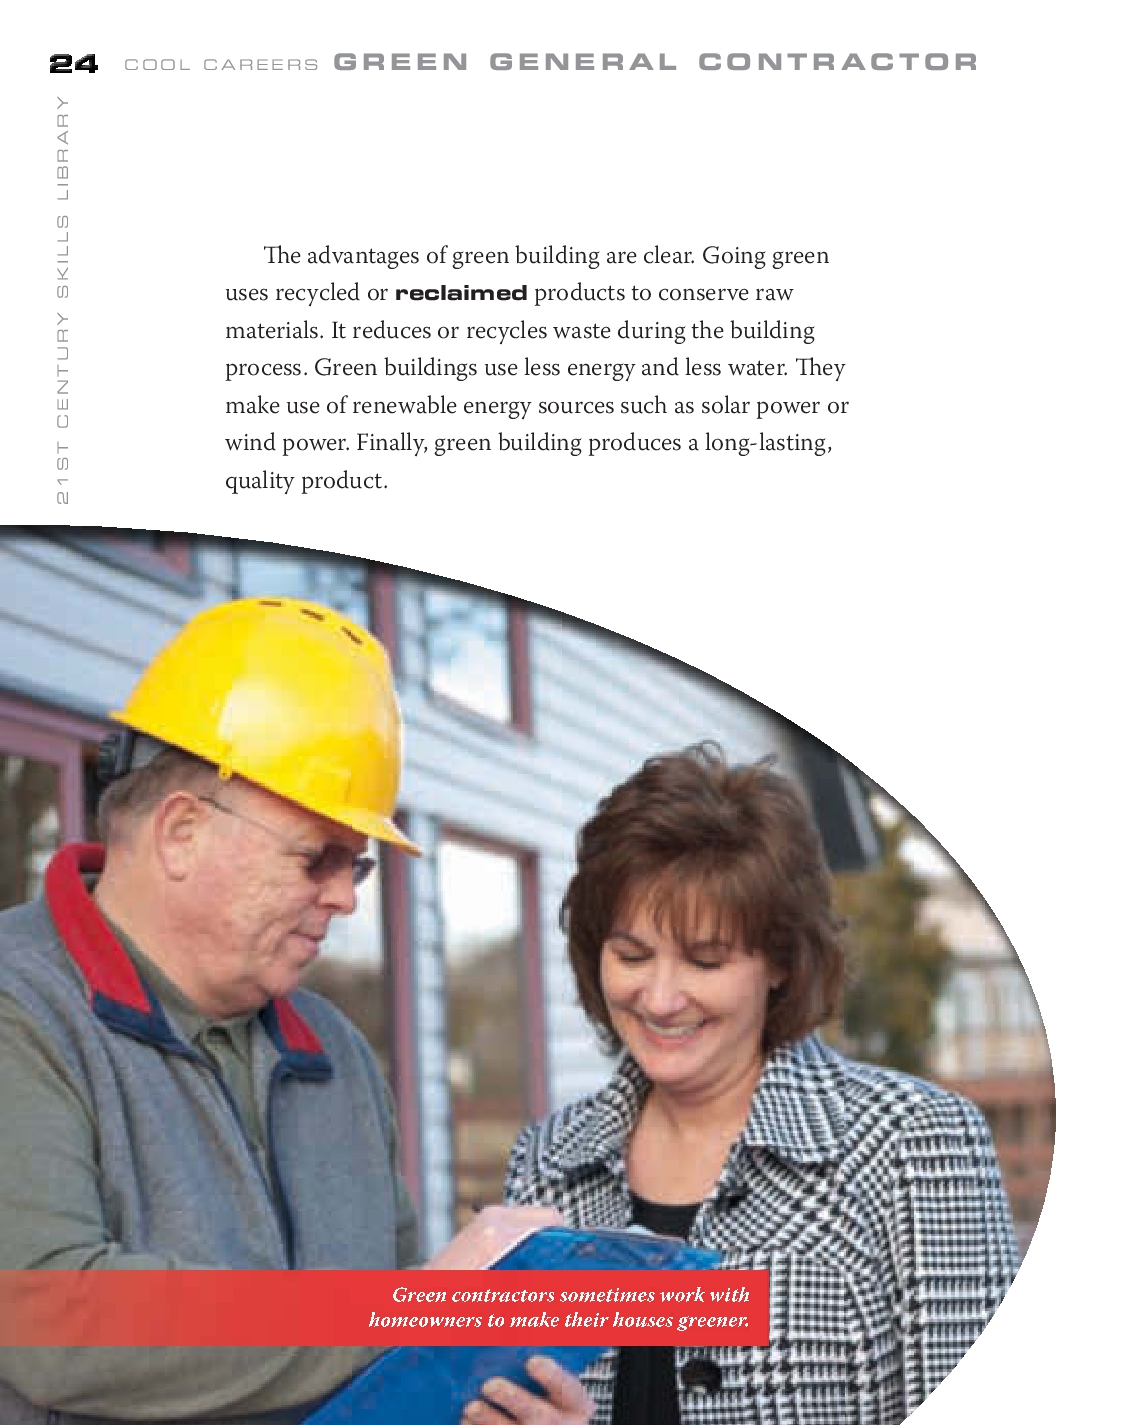 24 COOL CAREERS GREEN GENERAL CONTRACTOR
21ST CENTURY SKILLS LIBRARY
The advantages of green building are clear. Going green
uses recycled or reclaimed products to conserve raw
materials. It reduces or recycles waste during the building
process. Green buildings use less energy and less water. They
make use of renewable energy sources such as solar power or
wind power. Finally, green building produces a long-lasting,
quality product.
Green contractors sometimes work with
homeowners to make their houses greener.